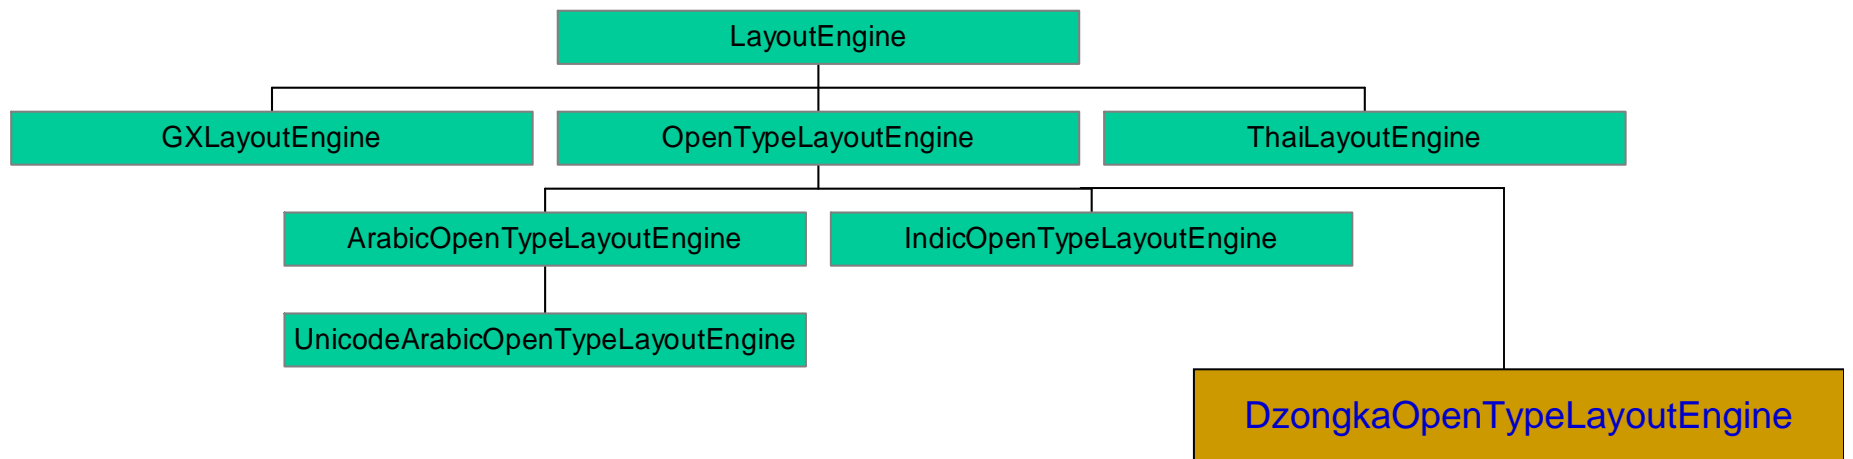 LayoutEngine
GXLayoutEngine
OpenTypeLayoutEngine
ThaiLayoutEngine
ArabicOpenTypeLayoutEngine
IndicOpenTypeLayoutEngine
UnicodeArabicOpenTypeLayoutEngine
DzongkaOpenTypeLayoutEngine